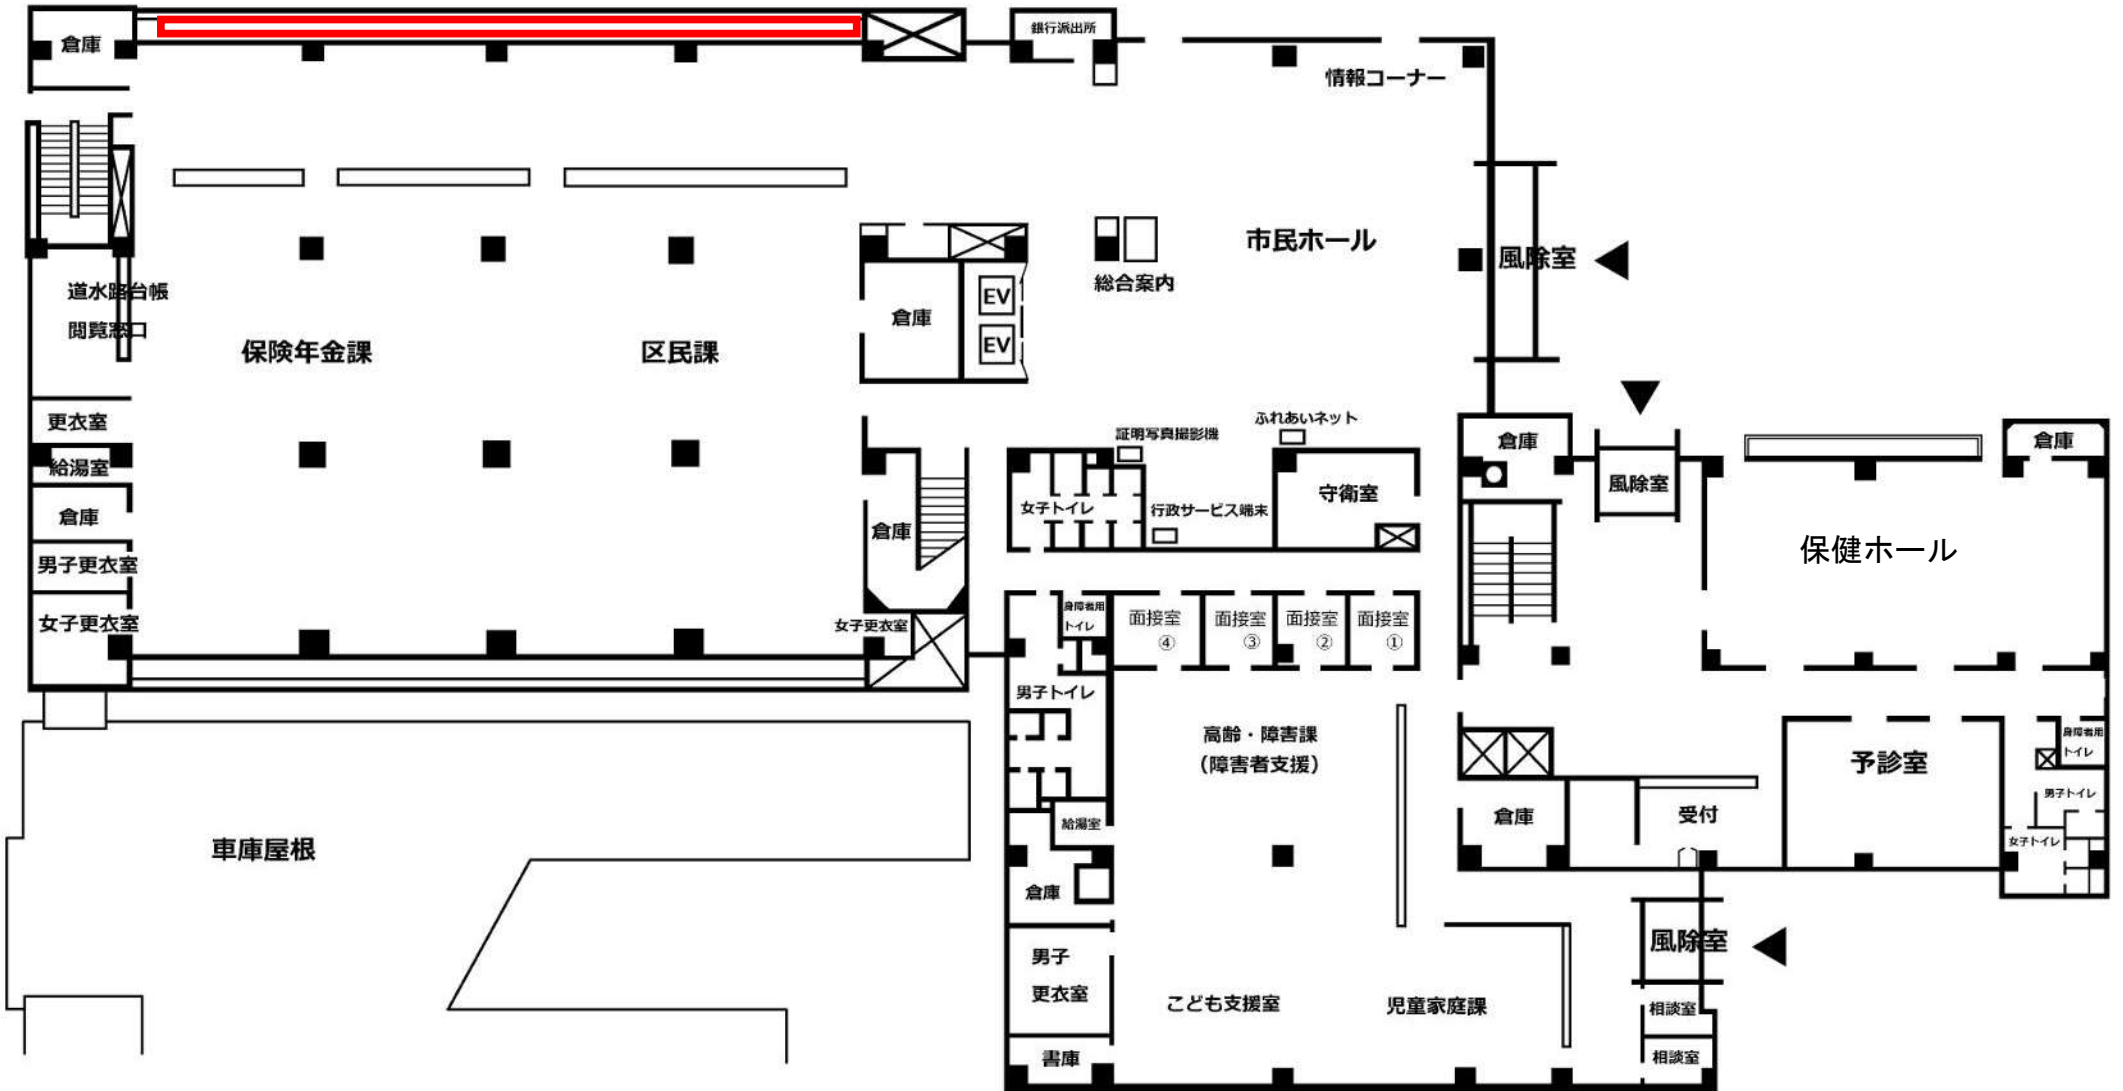 倉庫
銀行派出所
情報コーナー
市民ホール
風除室
総合案内
道水路台帳
閲覧窓口
保険年金課
区民課
倉庫
EV
EV
更衣室
給湯室
倉庫
男子更衣室
女子更衣室
倉庫
女子更衣室
証明写真撮影機
ふれあいネット
女子トイレ
行政サービス端末
守衛室
倉庫
風除室
倉庫
保健ホール
身障者用
トイレ
面接室
④
面接室
③
面接室
②
面接室
①
男子トイレ
高齢・障害課
(障害者支援)
給湯室
倉庫
男子
更衣室
書庫
こども支援室
児童家庭課
倉庫
受付
予診室
身障者用
トイレ
男子トイレ
女子トイレ
風除室
相談室
相談室
車庫屋根